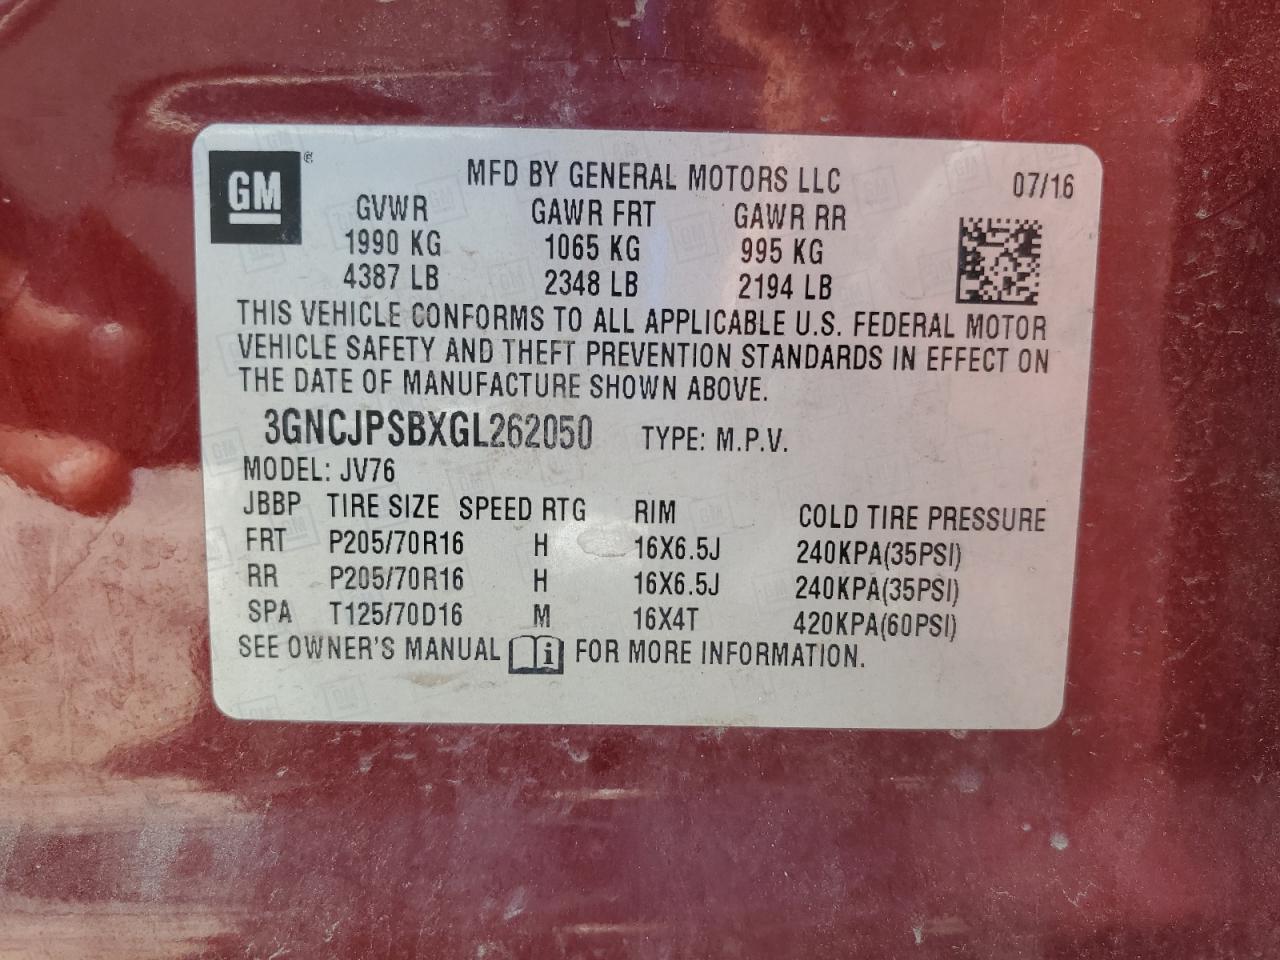 GM
MFD BY GENERAL MOTORS LLC 07/16
GVWR GAWR FRT GAWR RR
1990 KG 1065 KG 995 KG
4387 LB 2348 LB 2194 LB
THIS VEHICLE CONFORMS TO ALL APPLICABLE U.S. FEDERAL MOTOR
VEHICLE SAFETY AND THEFT PREVENTION STANDARDS IN EFFECT ON
THE DATE OF MANUFACTURE SHOWN ABOVE.
3GNCJPSBXGL262050 TYPE: M.P.V.
MODEL: JV76
JBBP TIRE SIZE SPEED RTG RIM COLD TIRE PRESSURE
FRT P205/70R16 H 16X6.5J 240KPA(35PSI)
RR P205/70R16 H 16X6.5J 240KPA(35PSI)
SPA T125/70D16 M 16X4T 420KPA(60PSI)
SEE OWNER'S MANUAL i FOR MORE INFORMATION.